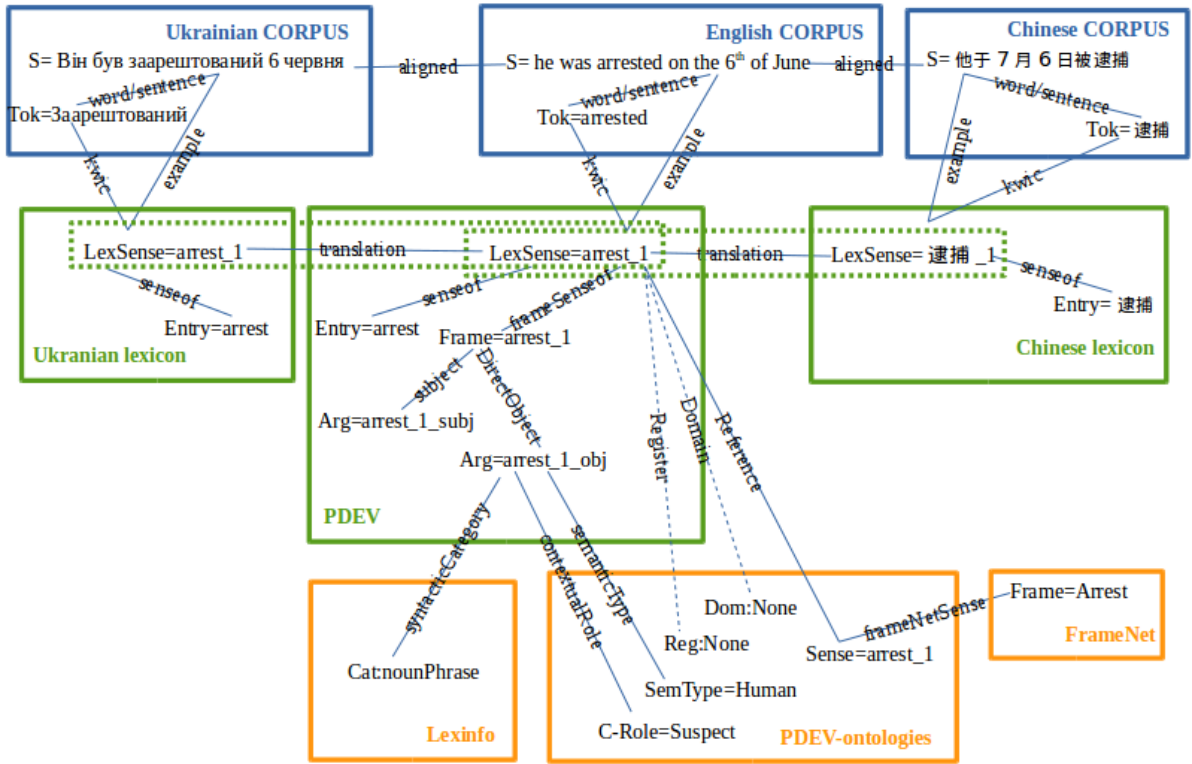 Ukrainian CORPUS
S= Він був заарештований 6 червня
word/sentence
Tok=Заарештований
kwic
example
aligned
English CORPUS
S= he was arrested on the 6th of June
word/sentence
Tok=arrested
kwic
example
aligned
Chinese CORPUS
S= 他于 7 月 6 日被逮捕
word/sentence
Tok= 逮捕
example
kwic
LexSense=arrest_1
translation
senseof
Entry=arrest
Ukranian lexicon
LexSense=arrest_1
translation
senseof
frameSenseof
Entry=arrest
Frame=arrest_1
subject
DirectObject
Arg=arrest_1_subj
Arg=arrest_1_obj
Register
Domain
Reference
PDEV
LexSense= 逮捕 _1
senseof
Entry= 逮捕
Chinese lexicon
syntacticCategory
contextualRole
semanticType
Cat:nounPhrase
Lexinfo
Dom:None
Reg:None
Sense=arrest_1
SemType=Human
C-Role=Suspect
PDEV-ontologies
frameNetSense
Frame=Arrest
FrameNet